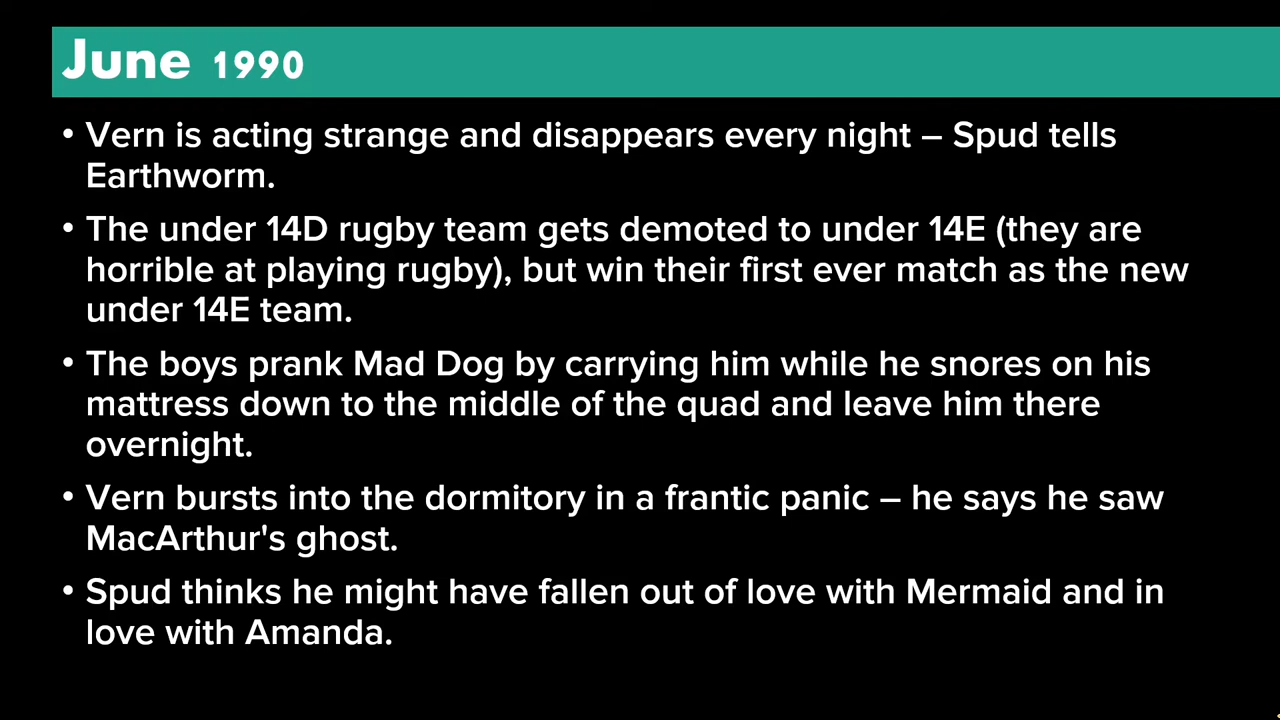 June 1990
• Vern is acting strange and disappears every night – Spud tells
Earthworm.
• The under 14D rugby team gets demoted to under 14E (they are
horrible at playing rugby), but win their first ever match as the new
under 14E team.
• The boys prank Mad Dog by carrying him while he snores on his
mattress down to the middle of the quad and leave him there
overnight.
• Vern bursts into the dormitory in a frantic panic – he says he saw
MacArthur's ghost.
• Spud thinks he might have fallen out of love with Mermaid and in
love with Amanda.